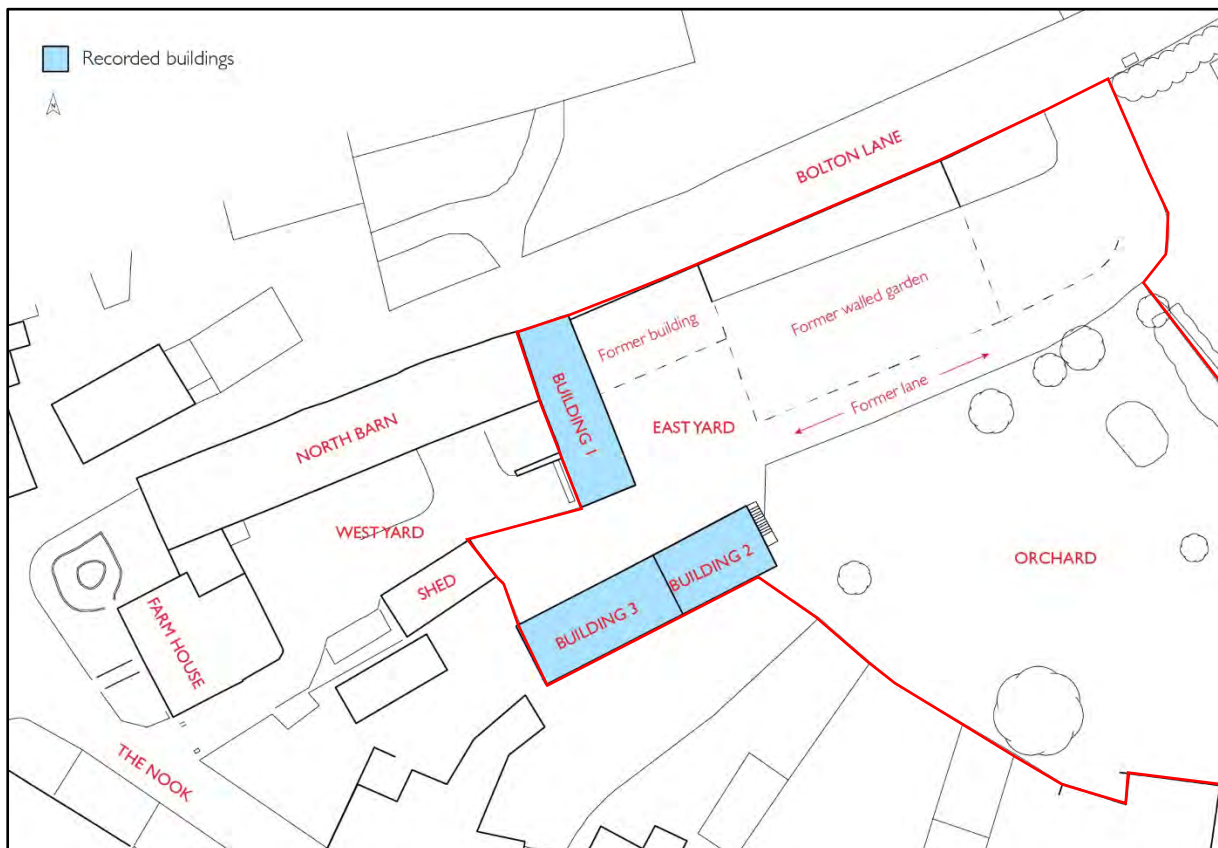 Recorded buildings
N
BOLTON LANE
Former building
Former walled garden
BUILDING 1
Former lane
NORTH BARN
EAST YARD
WEST YARD
SHED
BUILDING 2
ORCHARD
BUILDING 3
FARM HOUSE
THE NOOK